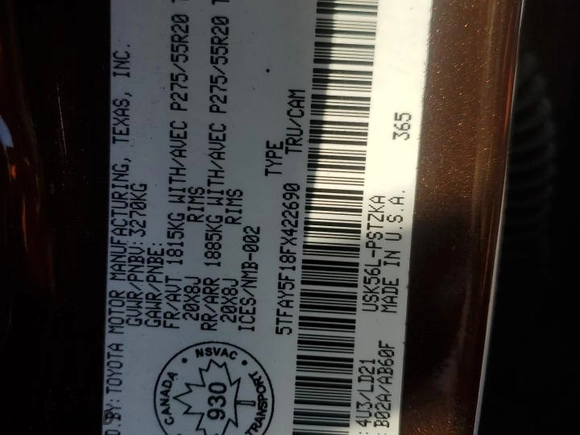 D.BY: TOYOTA MOTOR MANUFACTURING, TEXAS, INC.
GVWR/PNBV: 3270KG
GAWR/PNBE:
FR/AVT 1815KG WITH/AVEC P275/55R20 T
20X8J RIMS
RR/ARR 1885KG WITH/AVEC P275/55R20 T
20X8J RIMS
ICES/NMB-002
CANADA
NSVAC
930
TRANSPORT
TYPE
5TFAY5F18FX422690 TRU/CAM
365
: 4U3/LD21 USK56L-PSTZKA
: B02A/AB60F MADE IN U.S.A.